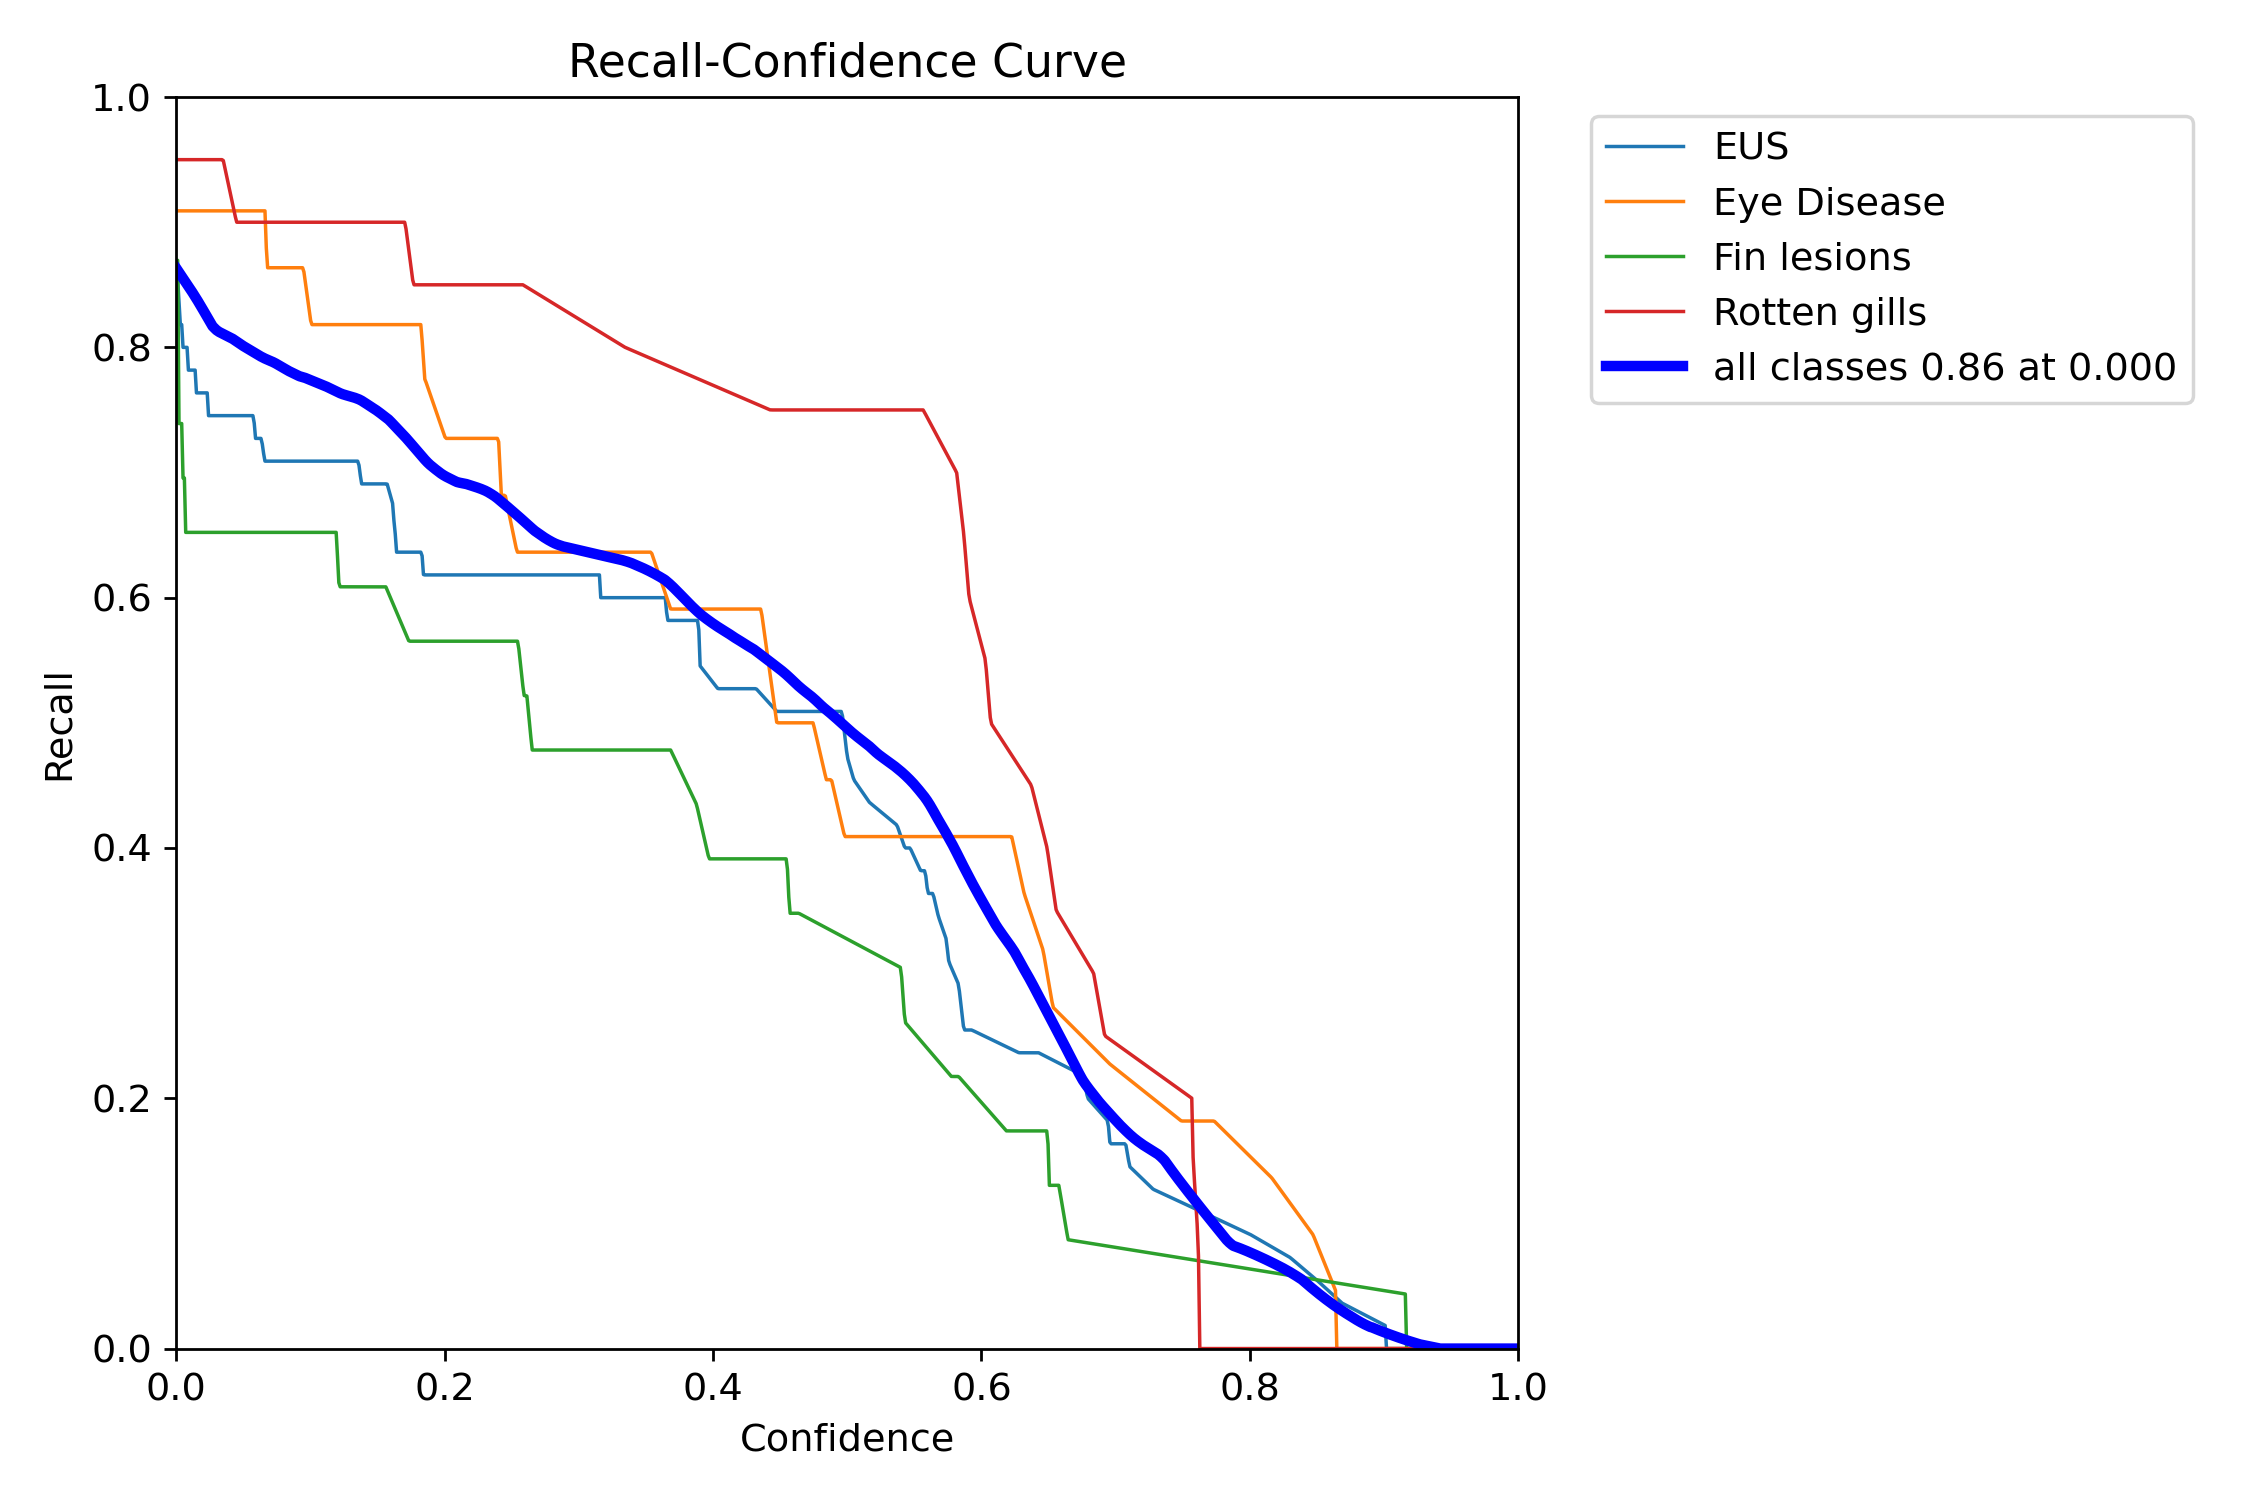 Recall-Confidence Curve
1.0
0.8
0.6
0.4
0.2
0.0
Recall
0.0 0.2 0.4 0.6 0.8 1.0
Confidence
EUS
Eye Disease
Fin lesions
Rotten gills
all classes 0.86 at 0.000